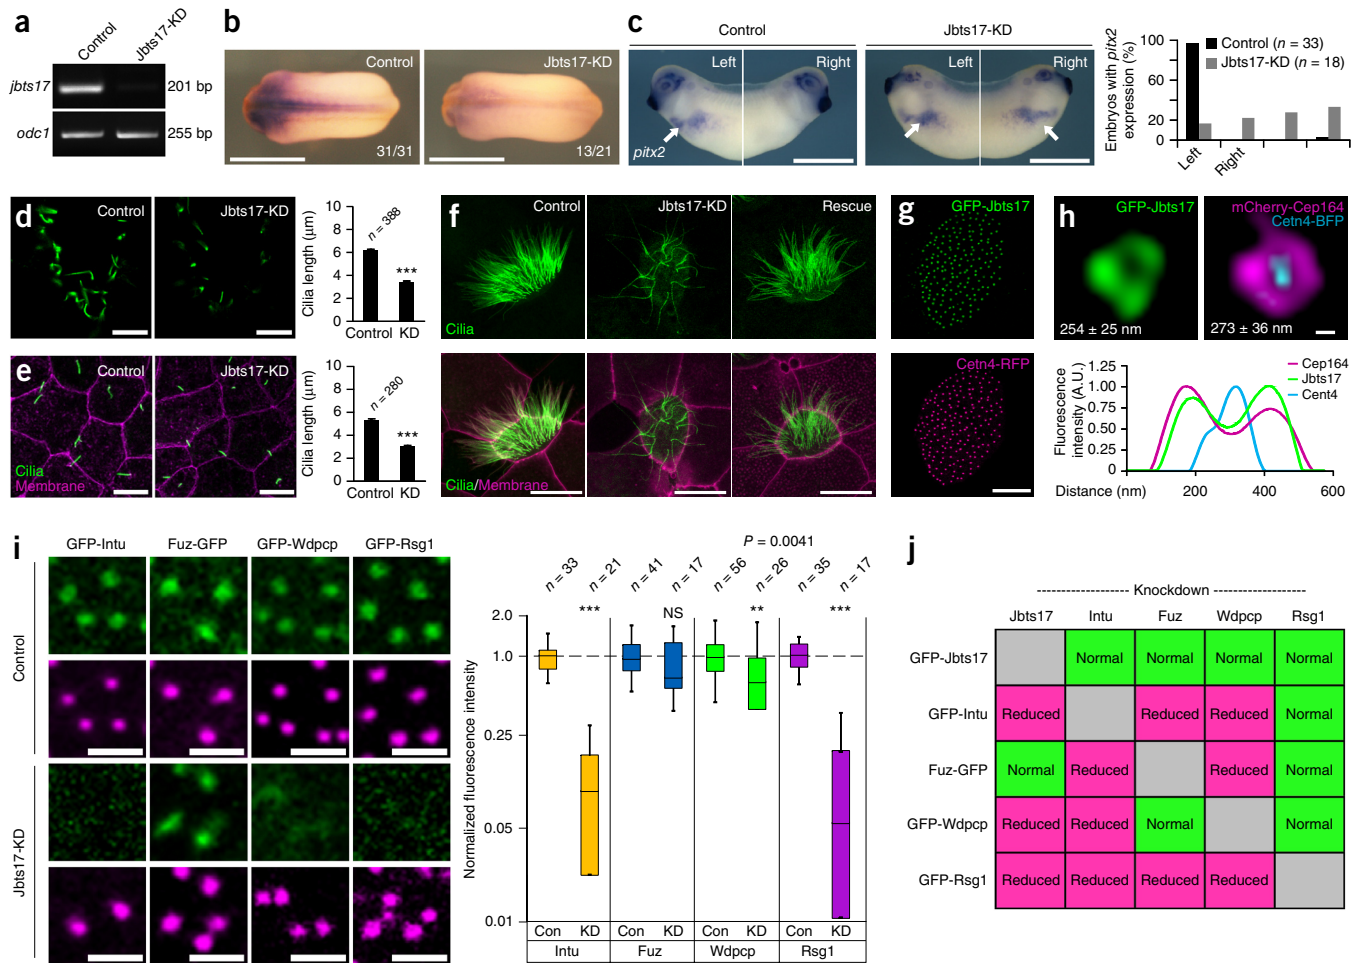 a
Control
Jbts17-KD
jbts17
201 bp
odc1
255 bp
b
Control
31/31
Jbts17-KD
13/21
c
Control
Jbts17-KD
Left
Right
Left
Right
pitx2
Embryos with pitx2
expression (%)
100
60
20
0
Control (n = 33)
Jbts17-KD (n = 18)
Left
Right
d
Control
Jbts17-KD
Cilia length (µm)
10
8
6
4
2
0
n = 388
***
Control KD
e
Control
Jbts17-KD
Cilia
Membrane
Cilia length (µm)
10
8
6
4
2
0
n = 280
***
Control KD
f
Control
Jbts17-KD
Rescue
Cilia
Cilia/Membrane
g
GFP-Jbts17
Cetn4-RFP
h
GFP-Jbts17
254 ± 25 nm
mCherry-Cep164
Cetn4-BFP
273 ± 36 nm
Fluorescence
intensity (A.U.)
1.25
1.00
0.75
0.50
0.25
0
Cep164
Jbts17
Cent4
Distance (nm)
200
400
600
i
GFP-Intu
Fuz-GFP
GFP-Wdpcp
GFP-Rsg1
Control
Jbts17-KD
P = 0.0041
n = 33
n = 21
n = 41
n = 17
n = 56
n = 26
n = 35
n = 17
***
NS
**
***
Normalized fluorescence intensity
2.0
1.0
0.25
0.05
0.01
Con KD Con KD Con KD Con KD
Intu Fuz Wdpcp Rsg1
j
Knockdown
Jbts17 Intu Fuz Wdpcp Rsg1
GFP-Jbts17 Normal Normal Normal Normal
GFP-Intu Reduced Reduced Reduced Normal
Fuz-GFP Normal Reduced Reduced Normal
GFP-Wdpcp Reduced Reduced Normal Normal
GFP-Rsg1 Reduced Reduced Reduced Reduced